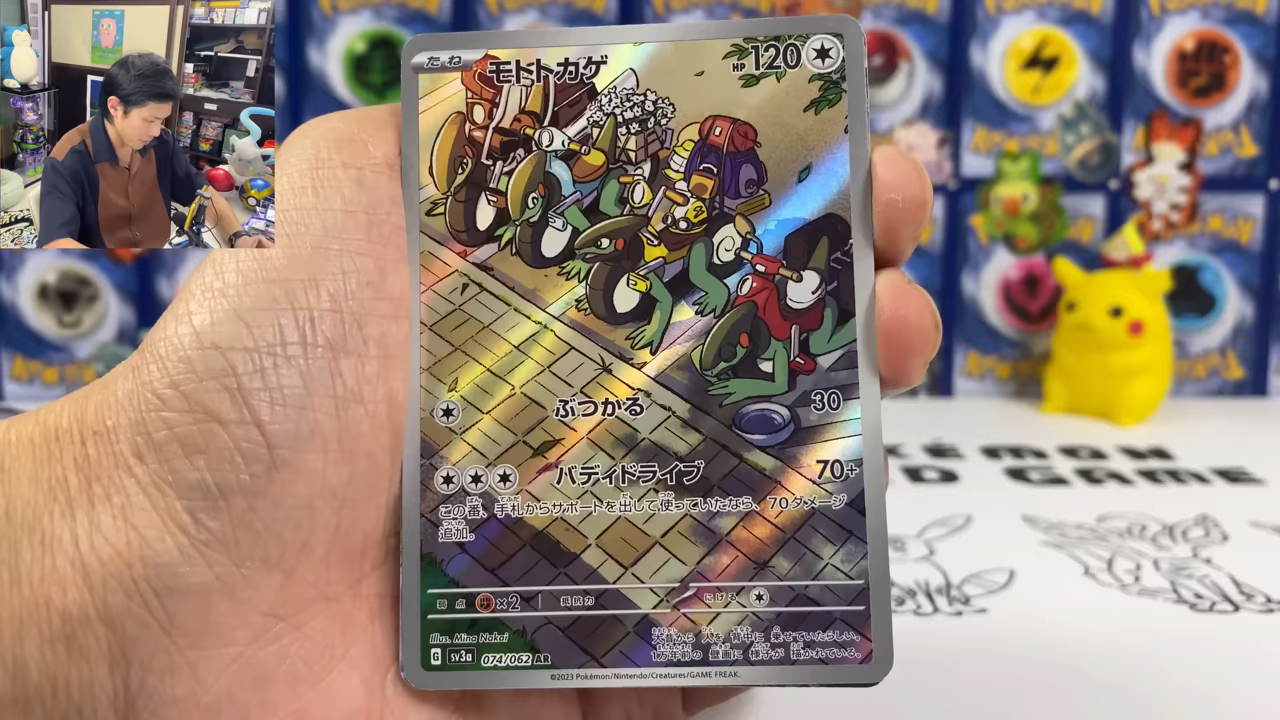 たね
モトトカゲ
HP 120
ぶつかる 30
バディドライブ 70+
この番、手札からサポートを出して使っていたなら、70ダメージ
追加。
弱点 ×2 抵抗力 にげる
Illus. Mina Nakai
G sv3a 074/062 AR
大昔から 人を 背中に 乗せていたらしい。
1万年前の 壁画に 様子が 描かれている。
©2023 Pokémon/Nintendo/Creatures/GAME FREAK.